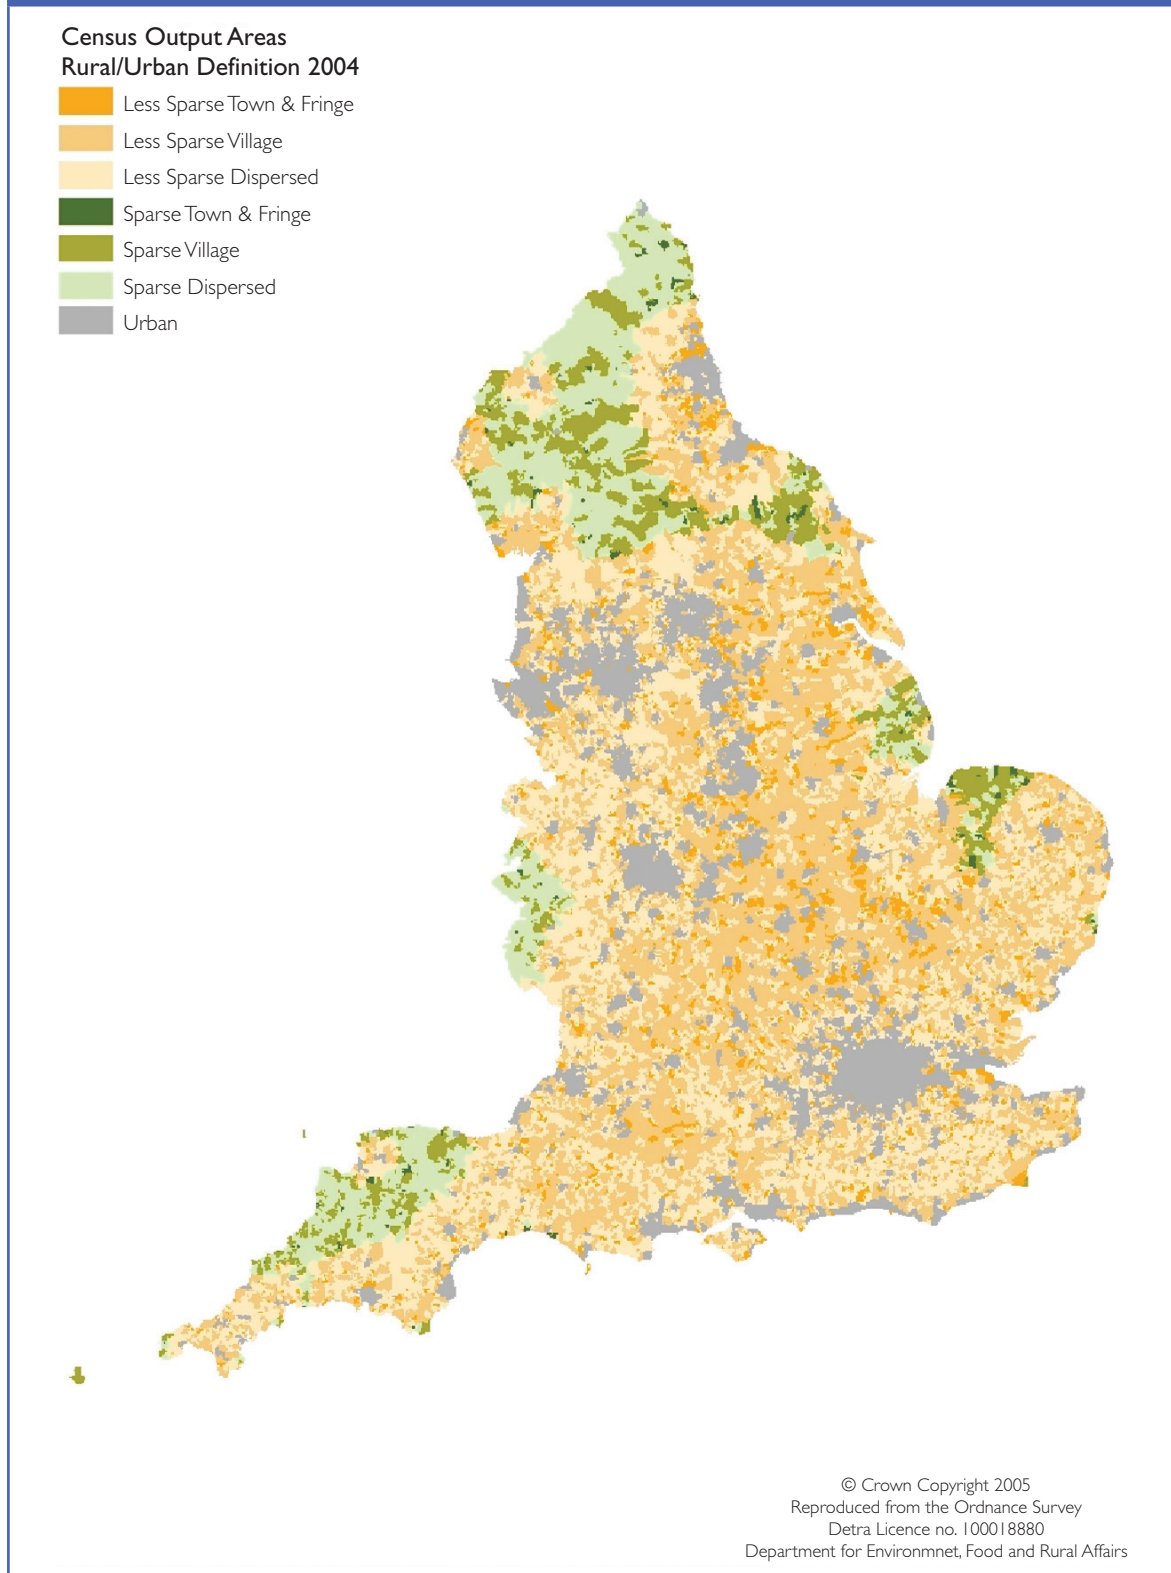 Census Output Areas
Rural/Urban Definition 2004
Less Sparse Town & Fringe
Less Sparse Village
Less Sparse Dispersed
Sparse Town & Fringe
Sparse Village
Sparse Dispersed
Urban
© Crown Copyright 2005
Reproduced from the Ordnance Survey
Detra Licence no. 100018880
Department for Environmnet, Food and Rural Affairs